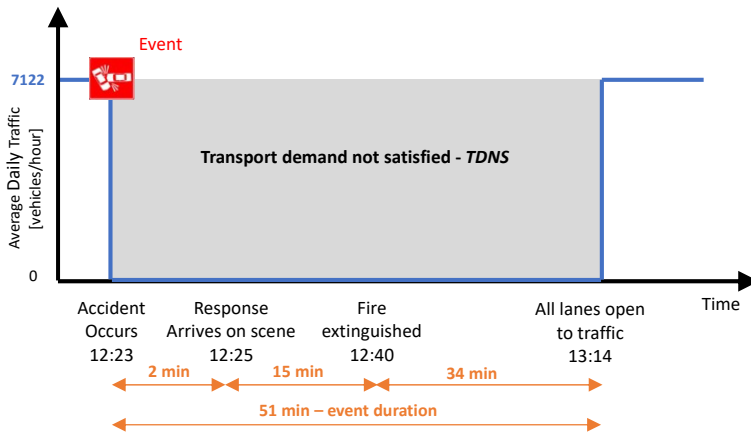 Event
7122
Average Daily Traffic
[vehicles/hour]
Transport demand not satisfied - TDNS
0
Time
Accident
Occurs
12:23
Response
Arrives on scene
12:25
Fire
extinguished
12:40
All lanes open
to traffic
13:14
2 min
15 min
34 min
51 min – event duration